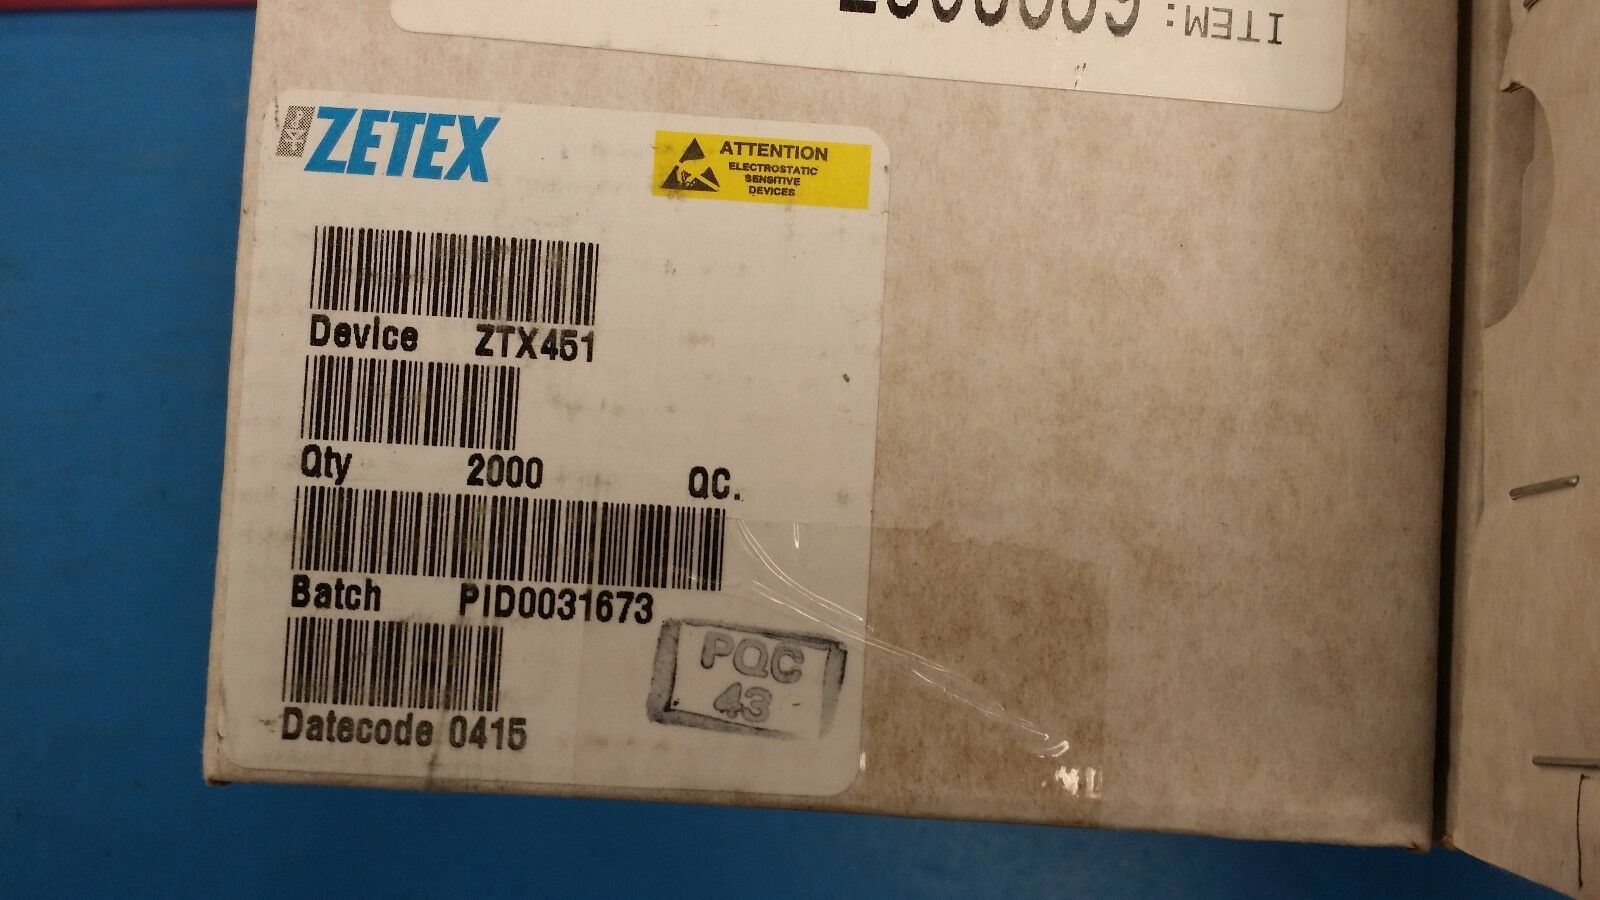 ITEM:
ZETEX
ATTENTION
ELECTROSTATIC
SENSITIVE
DEVICES
Device ZTX451
Qty 2000 QC.
Batch PID0031673
PQC
43
Datecode 0415